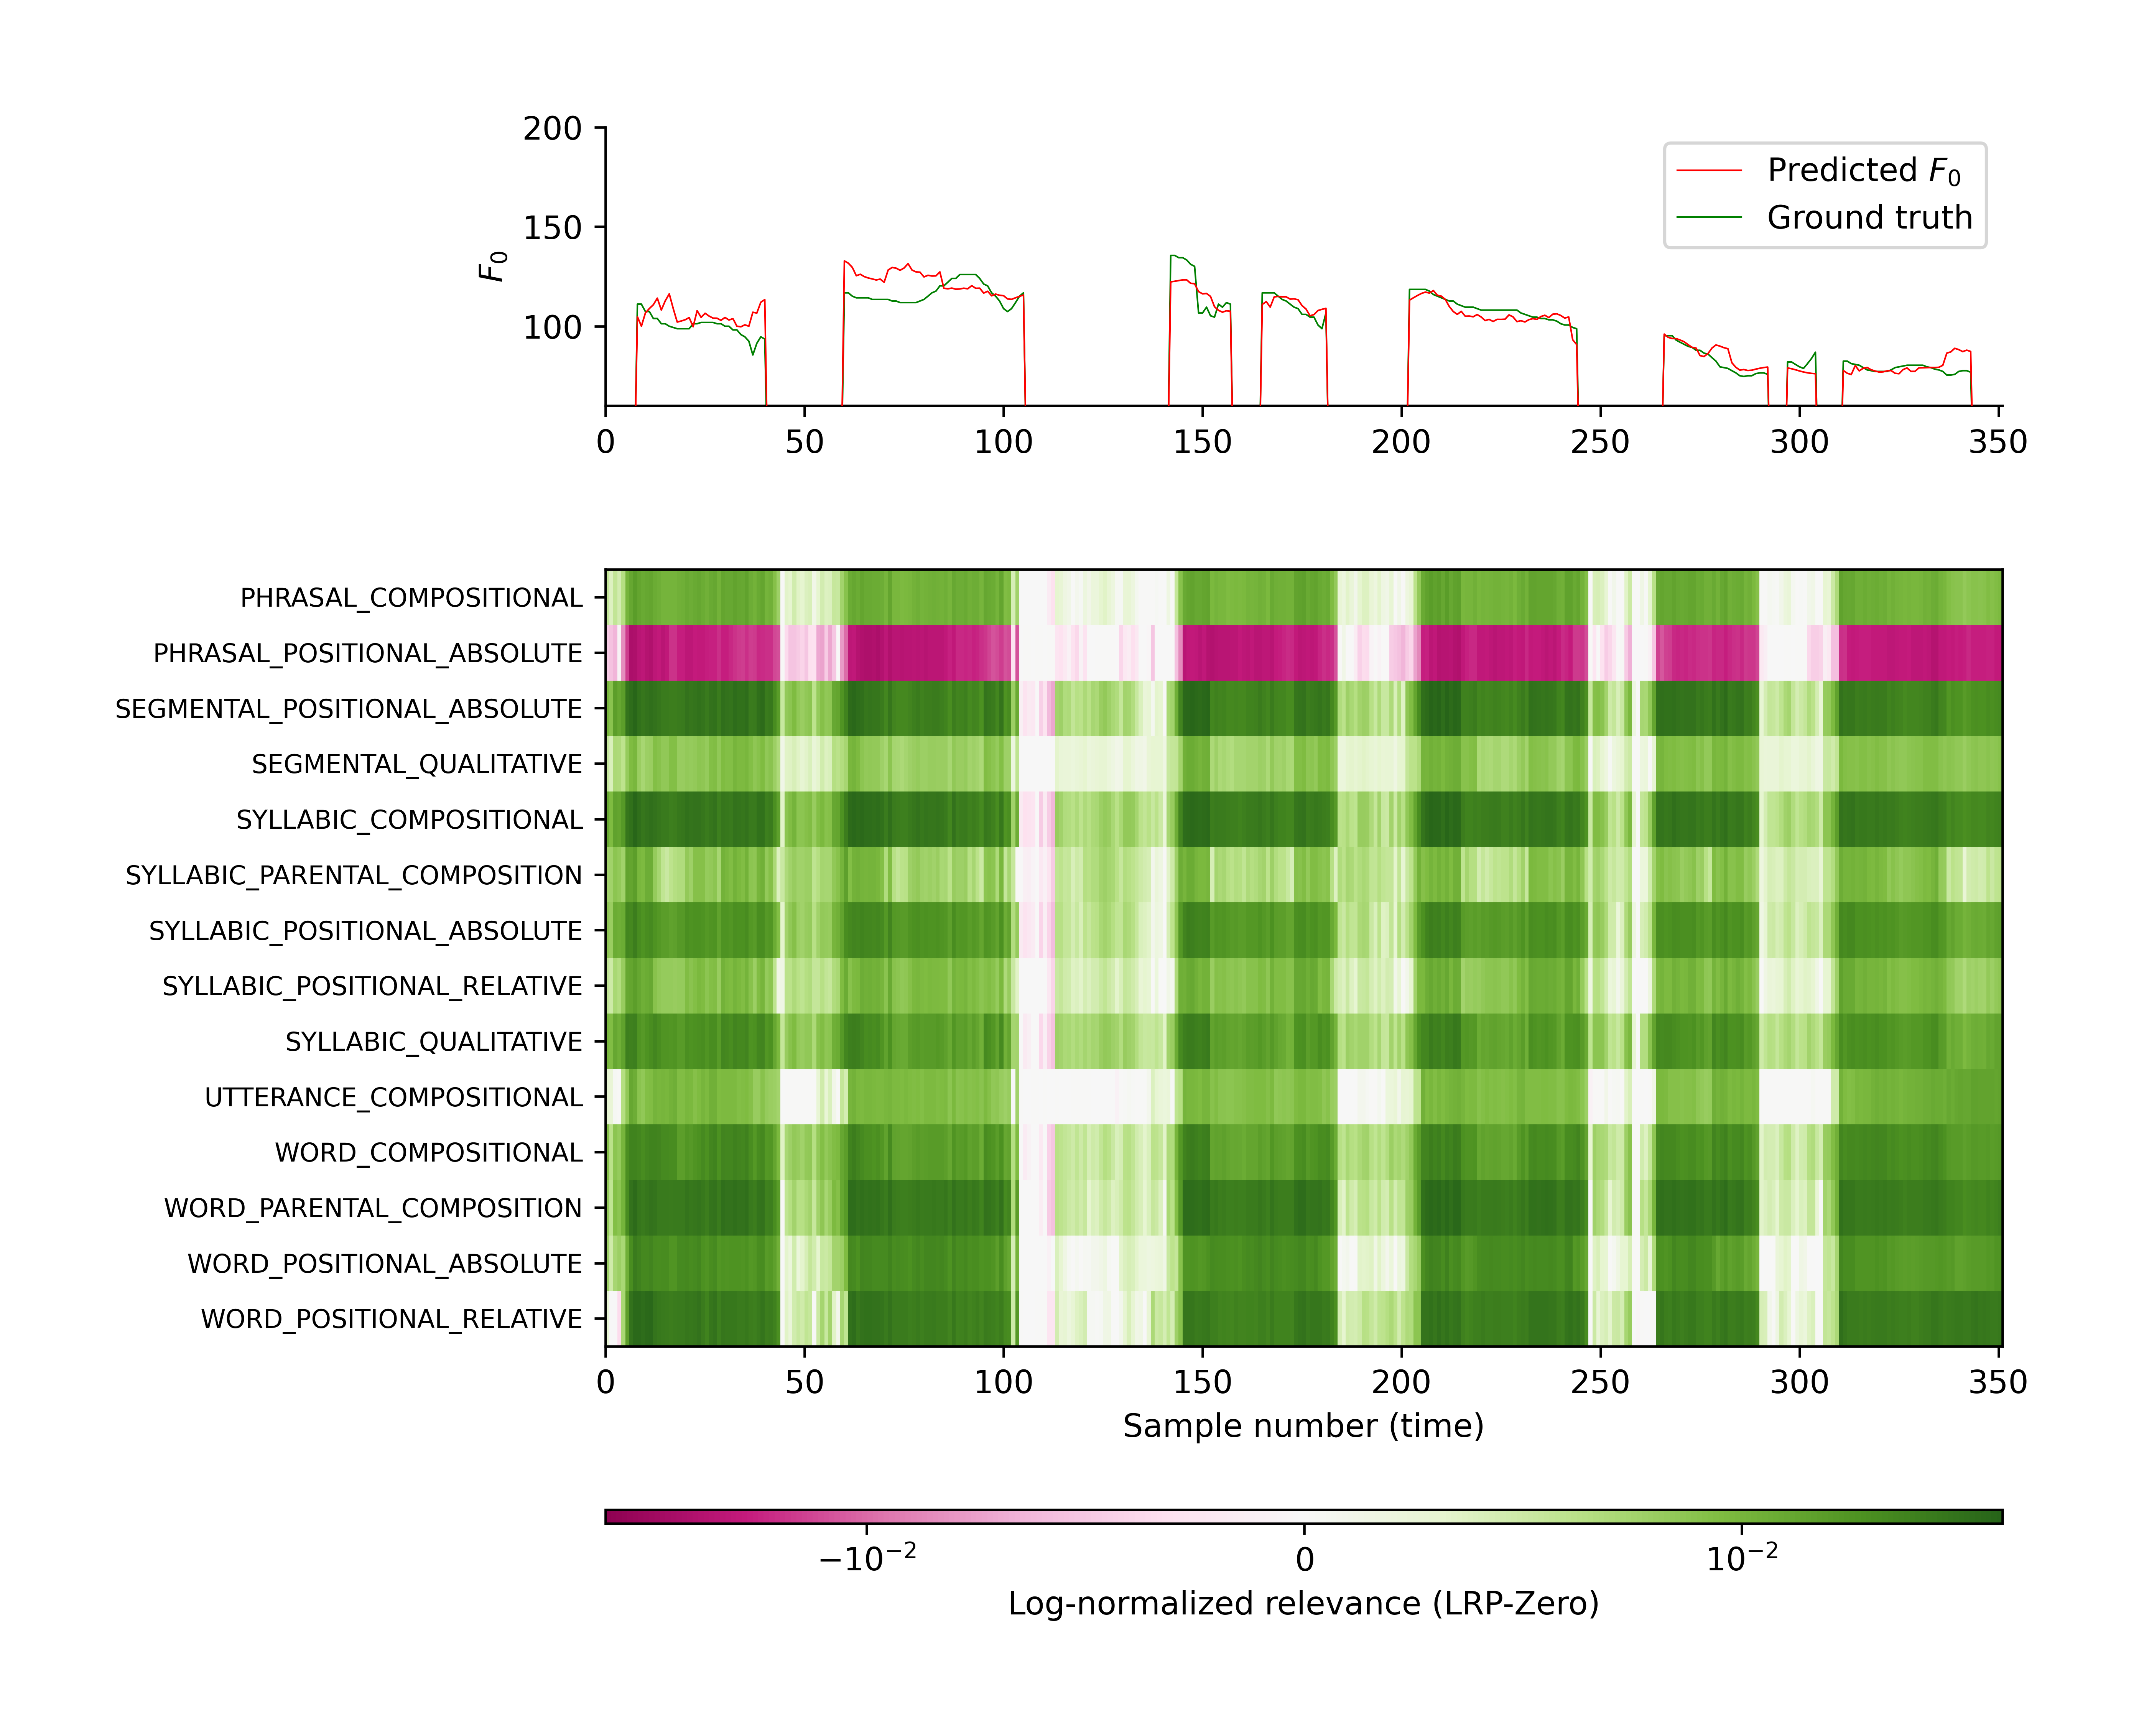 200
150
100
F0
Predicted F0
Ground truth
0 50 100 150 200 250 300 350
PHRASAL_COMPOSITIONAL
PHRASAL_POSITIONAL_ABSOLUTE
SEGMENTAL_POSITIONAL_ABSOLUTE
SEGMENTAL_QUALITATIVE
SYLLABIC_COMPOSITIONAL
SYLLABIC_PARENTAL_COMPOSITION
SYLLABIC_POSITIONAL_ABSOLUTE
SYLLABIC_POSITIONAL_RELATIVE
SYLLABIC_QUALITATIVE
UTTERANCE_COMPOSITIONAL
WORD_COMPOSITIONAL
WORD_PARENTAL_COMPOSITION
WORD_POSITIONAL_ABSOLUTE
WORD_POSITIONAL_RELATIVE
0 50 100 150 200 250 300 350
Sample number (time)
−10⁻² 0 10⁻²
Log-normalized relevance (LRP-Zero)